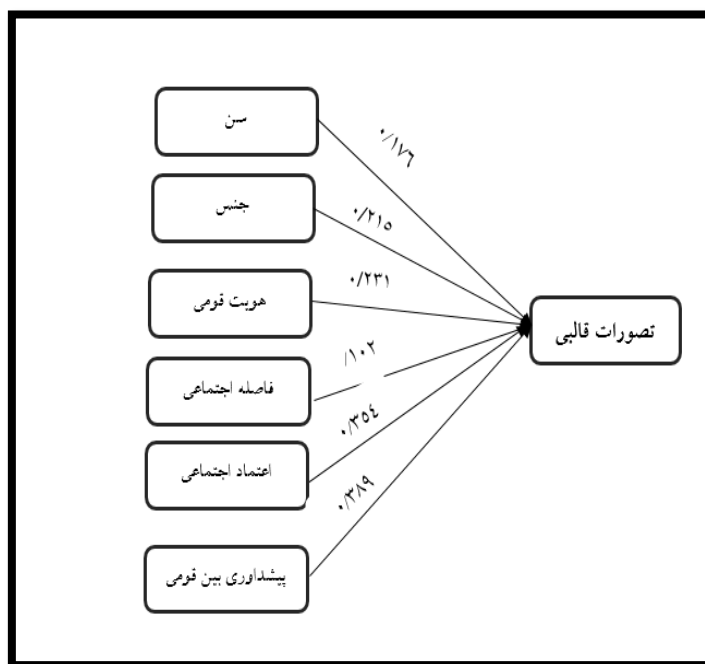 سن
۰/۱۷۶
جنس
۰/۲۱۵
هویت قومی
۰/۲۳۱
تصورات قالبی
/۱۰۲
فاصله اجتماعی
۰/۳۵٤
اعتماد اجتماعی
۰/۳۸۹
پیشداوری بین قومی